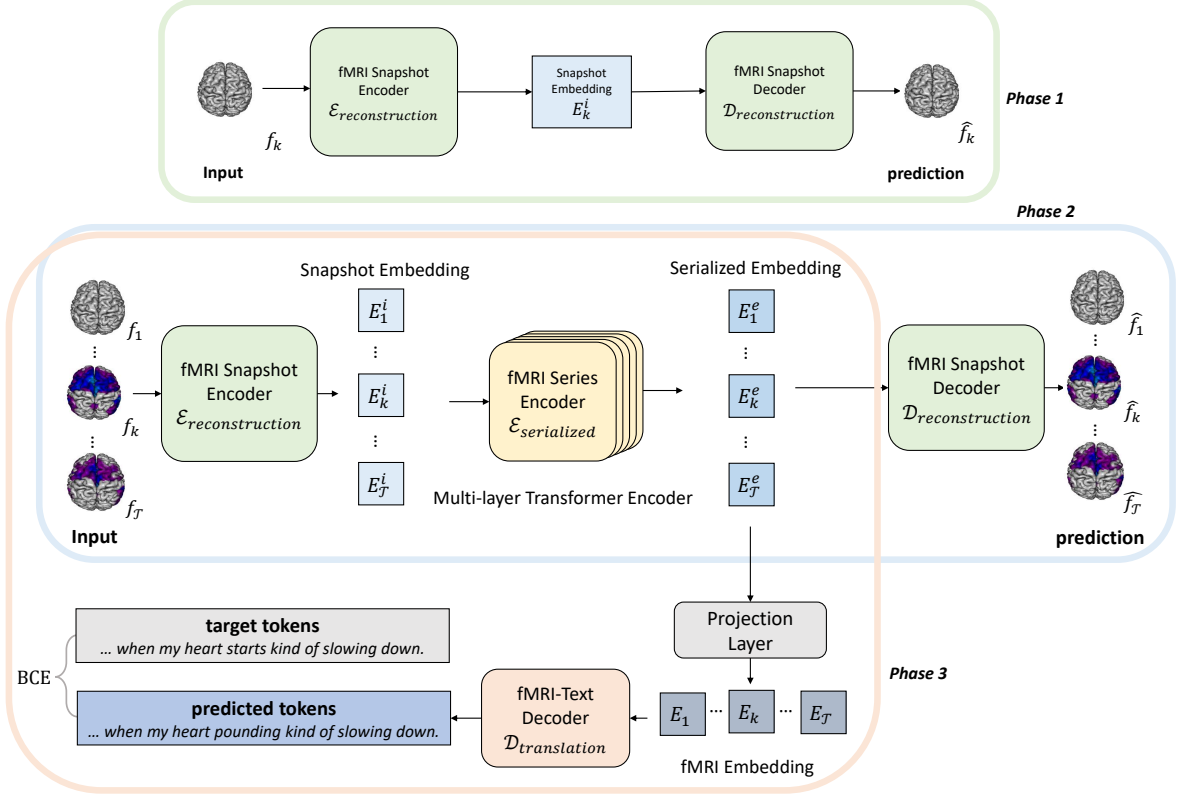 fMRI Snapshot
Encoder
ℰ_reconstruction
Snapshot
Embedding
E_k^i
fMRI Snapshot
Decoder
𝒟_reconstruction
f_k
f̂_k
Input
prediction
Phase 1
Phase 2
Snapshot Embedding
Serialized Embedding
f_1
⋮
f_k
⋮
f_𝒯
Input
fMRI Snapshot
Encoder
ℰ_reconstruction
E_1^i
⋮
E_k^i
⋮
E_𝒯^i
fMRI Series
Encoder
ℰ_serialized
Multi-layer Transformer Encoder
E_1^e
⋮
E_k^e
⋮
E_𝒯^e
fMRI Snapshot
Decoder
𝒟_reconstruction
f̂_1
⋮
f̂_k
⋮
f̂_𝒯
prediction
Projection
Layer
Phase 3
target tokens
... when my heart starts kind of slowing down.
BCE
predicted tokens
... when my heart pounding kind of slowing down.
fMRI-Text
Decoder
𝒟_translation
E_1 ⋯ E_k ⋯ E_𝒯
fMRI Embedding